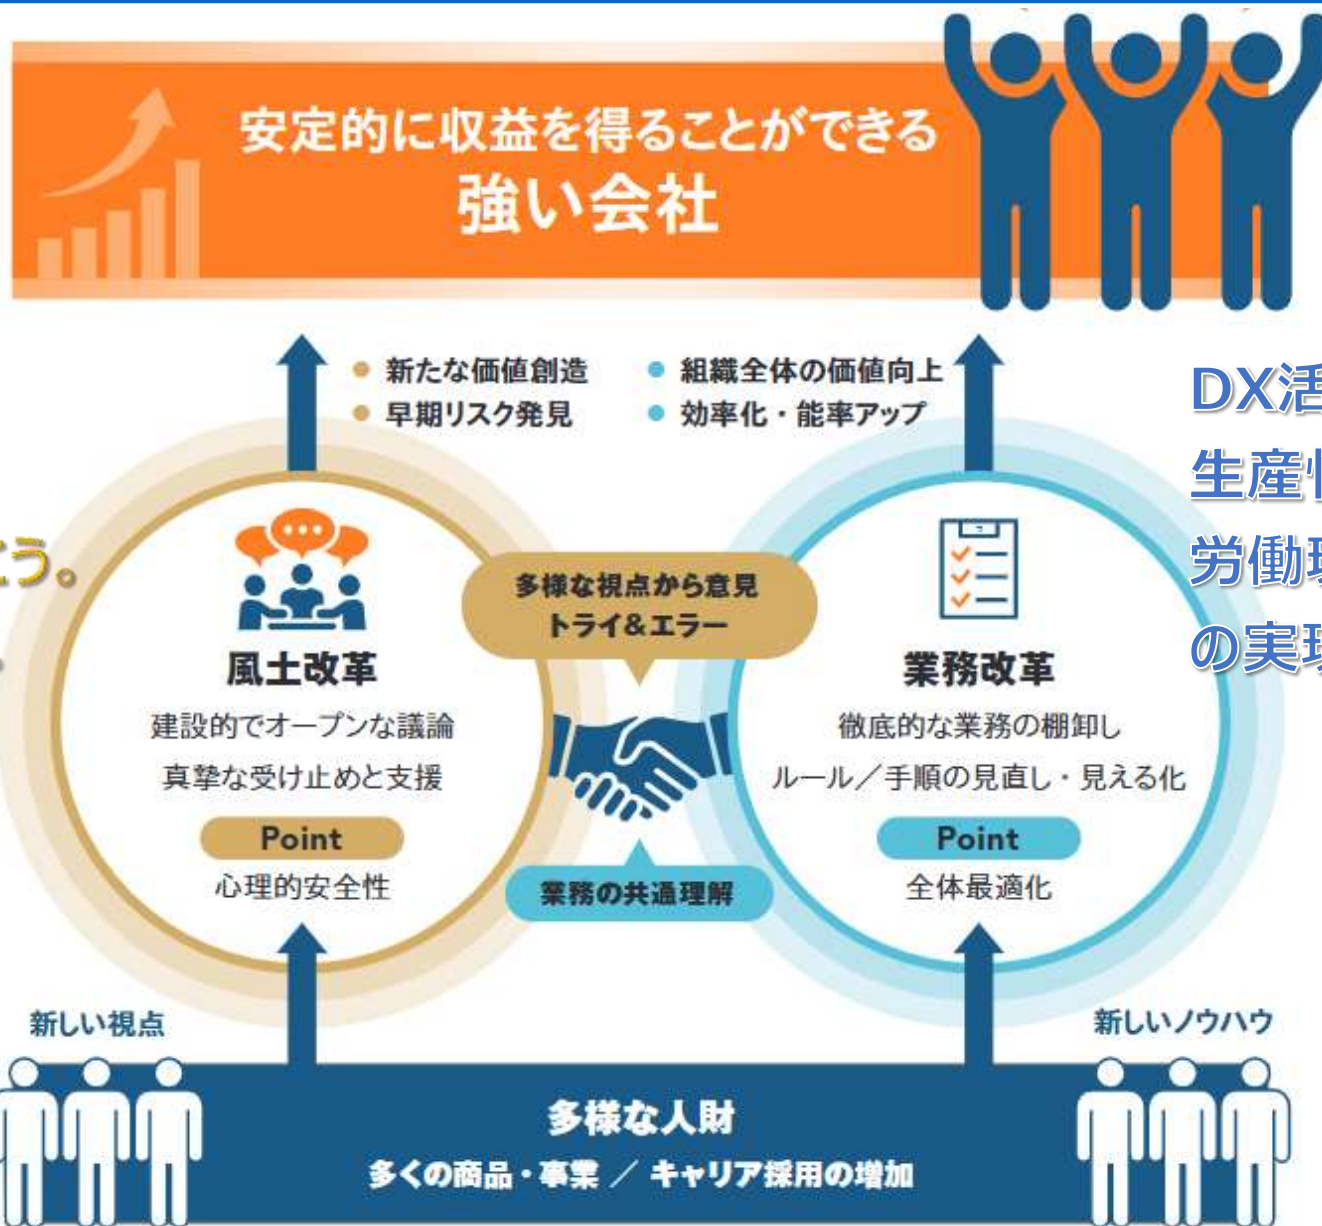 安定的に収益を得ることができる
強い会社
新たな価値創造
早期リスク発見
組織全体の価値向上
効率化・能率アップ
DX活
生産
労働
の実
う。
多様な視点から意見
トライ&エラー
風土改革
建設的でオープンな議論
真摯な受け止めと支援
Point
心理的安全性
業務改革
徹底的な業務の棚卸し
ルール／手順の見直し・見える化
Point
全体最適化
業務の共通理解
新しい視点
新しいノウハウ
多様な人財
多くの商品・事業 ／ キャリア採用の増加